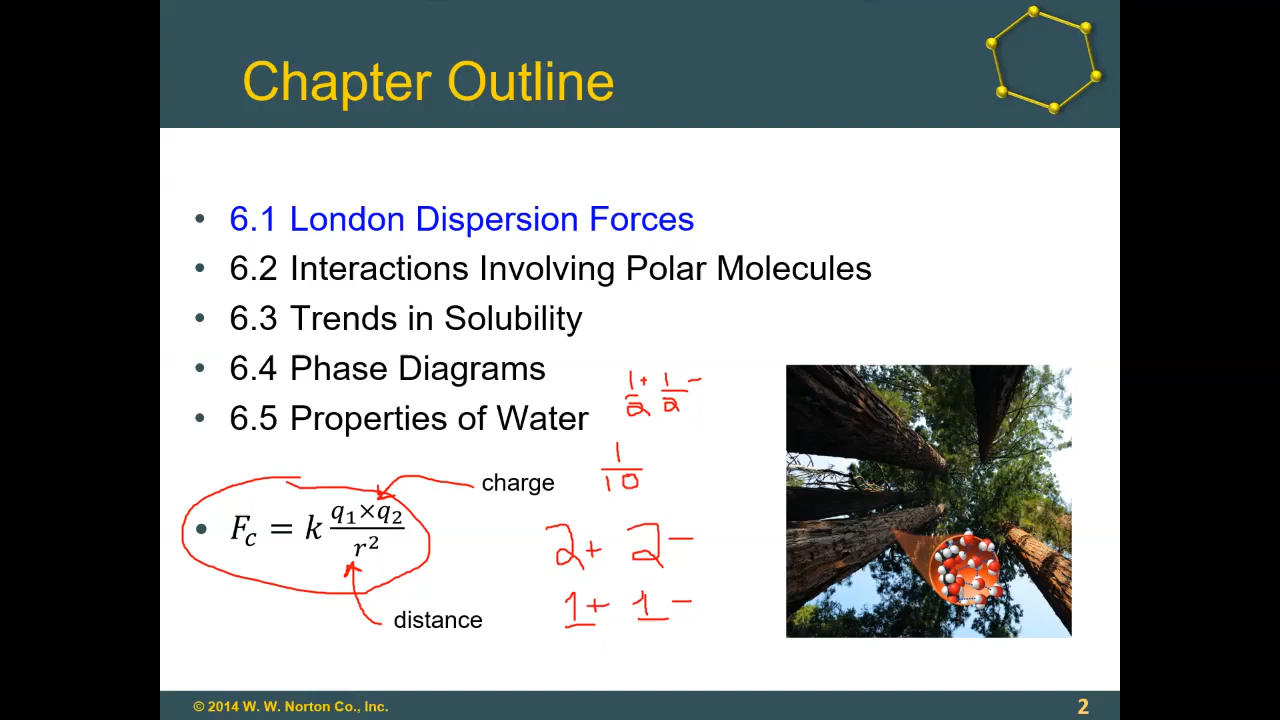 Chapter Outline
• 6.1 London Dispersion Forces
• 6.2 Interactions Involving Polar Molecules
• 6.3 Trends in Solubility
• 6.4 Phase Diagrams
• 6.5 Properties of Water
1/2+ 1/2−
1/10
charge
• F_c = k (q₁×q₂)/r²
2+ 2−
1+ 1−
distance
© 2014 W. W. Norton Co., Inc.
2